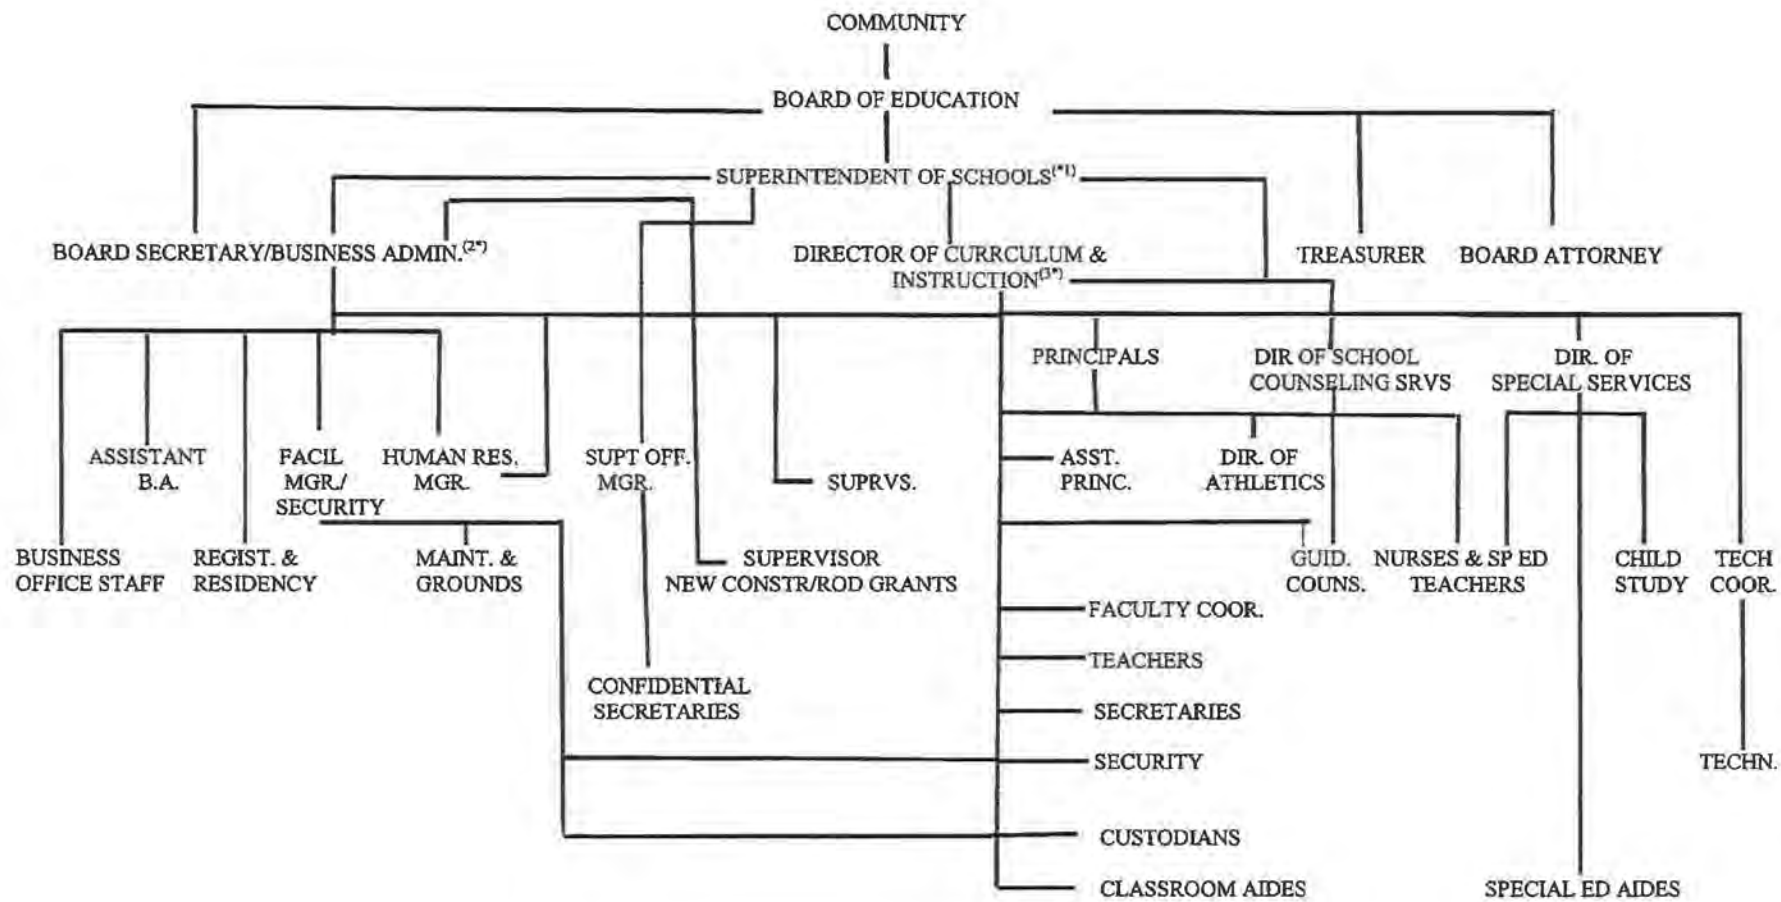 COMMUNITY
BOARD OF EDUCATION
SUPERINTENDENT OF SCHOOLS(*1)
BOARD SECRETARY/BUSINESS ADMIN.(2*)
DIRECTOR OF CURRCULUM &
INSTRUCTION(3*)
TREASURER
BOARD ATTORNEY
PRINCIPALS
DIR OF SCHOOL
COUNSELING SRVS
DIR. OF
SPECIAL SERVICES
ASSISTANT
B.A.
FACIL
MGR./
SECURITY
HUMAN RES.
MGR.
SUPT OFF.
MGR.
SUPRVS.
ASST.
PRINC.
DIR. OF
ATHLETICS
BUSINESS
OFFICE STAFF
REGIST. &
RESIDENCY
MAINT. &
GROUNDS
SUPERVISOR
NEW CONSTR/ROD GRANTS
GUID.
COUNS.
NURSES & SP ED
TEACHERS
CHILD
STUDY
TECH
COOR.
FACULTY COOR.
TEACHERS
CONFIDENTIAL
SECRETARIES
SECRETARIES
SECURITY
TECHN.
CUSTODIANS
CLASSROOM AIDES
SPECIAL ED AIDES